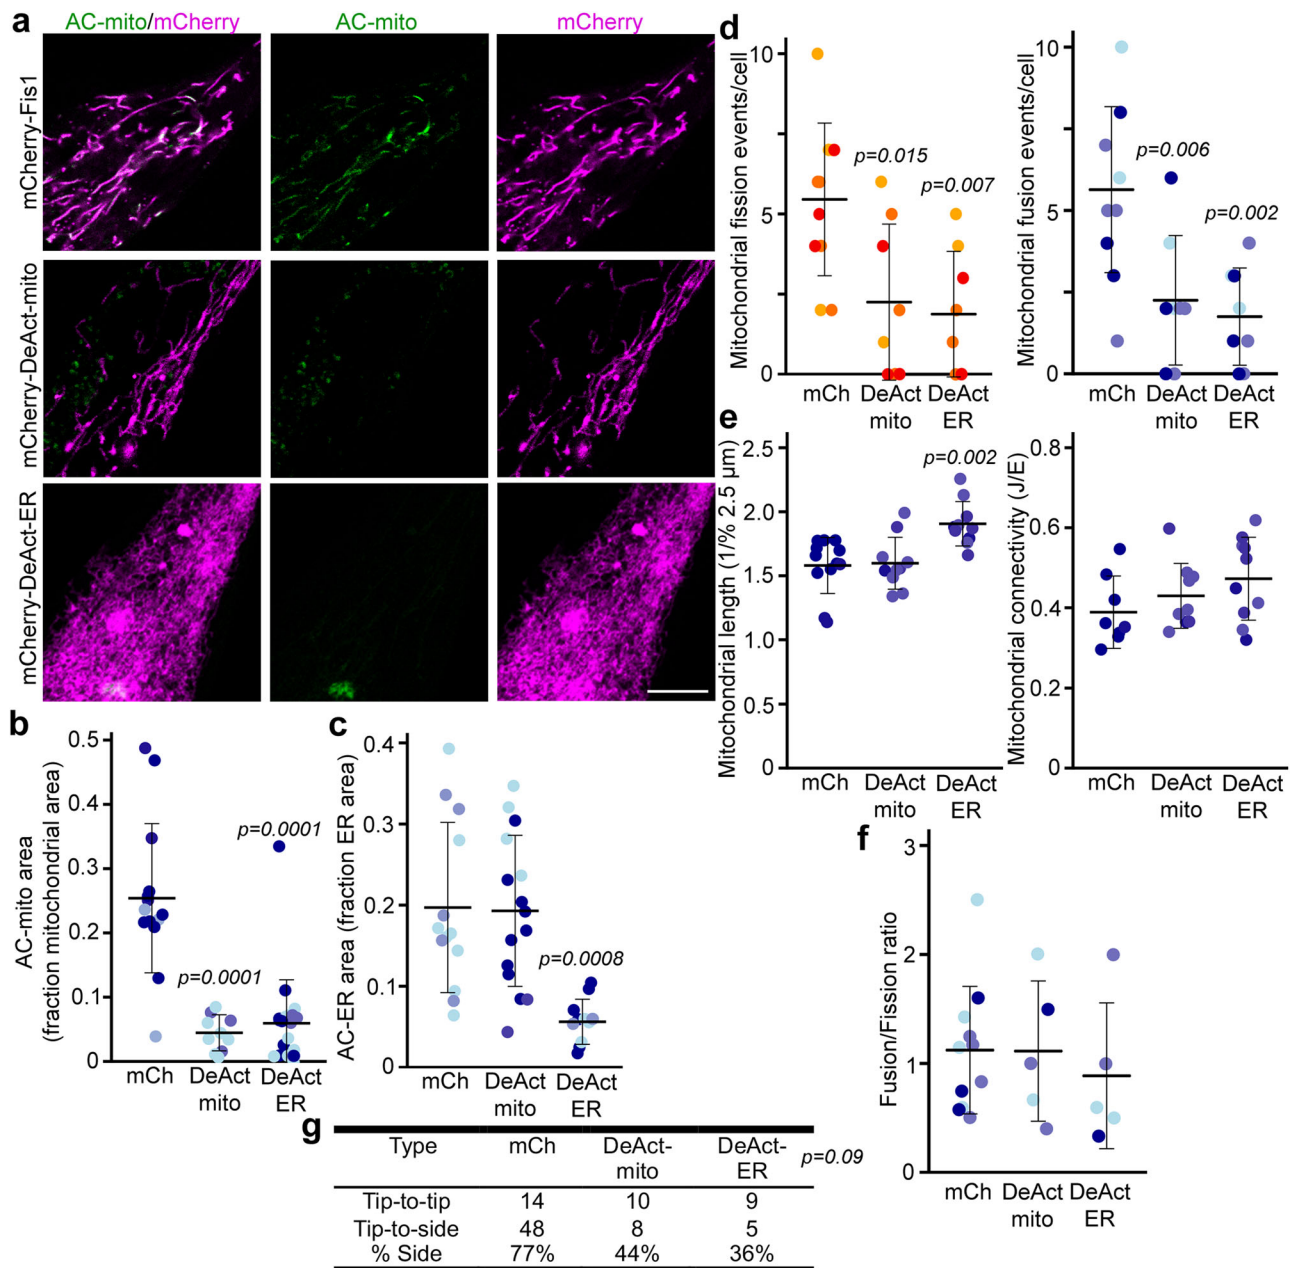 a
AC-mito/mCherry
AC-mito
mCherry
mCherry-Fis1
mCherry-DeAct-mito
mCherry-DeAct-ER
b
AC-mito area
(fraction mitochondrial area)
0.5
0.4
0.3
0.2
0.1
0
p=0.0001
p=0.0001
mCh
DeAct
mito
DeAct
ER
c
AC-ER area (fraction ER area)
0.4
0.3
0.2
0.1
0
p=0.0008
mCh
DeAct
mito
DeAct
ER
d
Mitochondrial fission events/cell
10
5
0
p=0.015
p=0.007
mCh
DeAct
mito
DeAct
ER
Mitochondrial fusion events/cell
10
5
0
p=0.006
p=0.002
mCh
DeAct
mito
DeAct
ER
e
Mitochondrial length (1/% 2.5 µm)
2.5
2.0
1.5
1.0
0.5
0
p=0.002
mCh
DeAct
mito
DeAct
ER
Mitochondrial connectivity (J/E)
0.8
0.6
0.4
0.2
0
mCh
DeAct
mito
DeAct
ER
f
Fusion/Fission ratio
3
2
1
0
mCh
DeAct
mito
DeAct
ER
g
Type mCh DeAct-mito DeAct-ER p=0.09
Tip-to-tip 14 10 9
Tip-to-side 48 8 5
% Side 77% 44% 36%